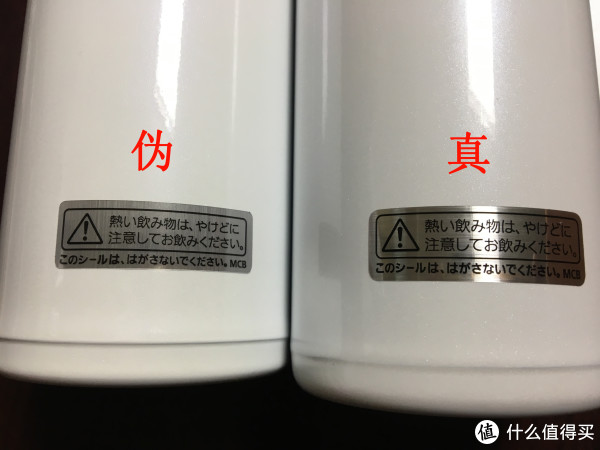 伪
真
熱い飲み物は、やけどに
注意してお飲みください。
このシールは、はがさないでください。MCB
熱い飲み物は、やけどに
注意してお飲みください。
このシールは、はがさないでください。MCB
值 什么值得买